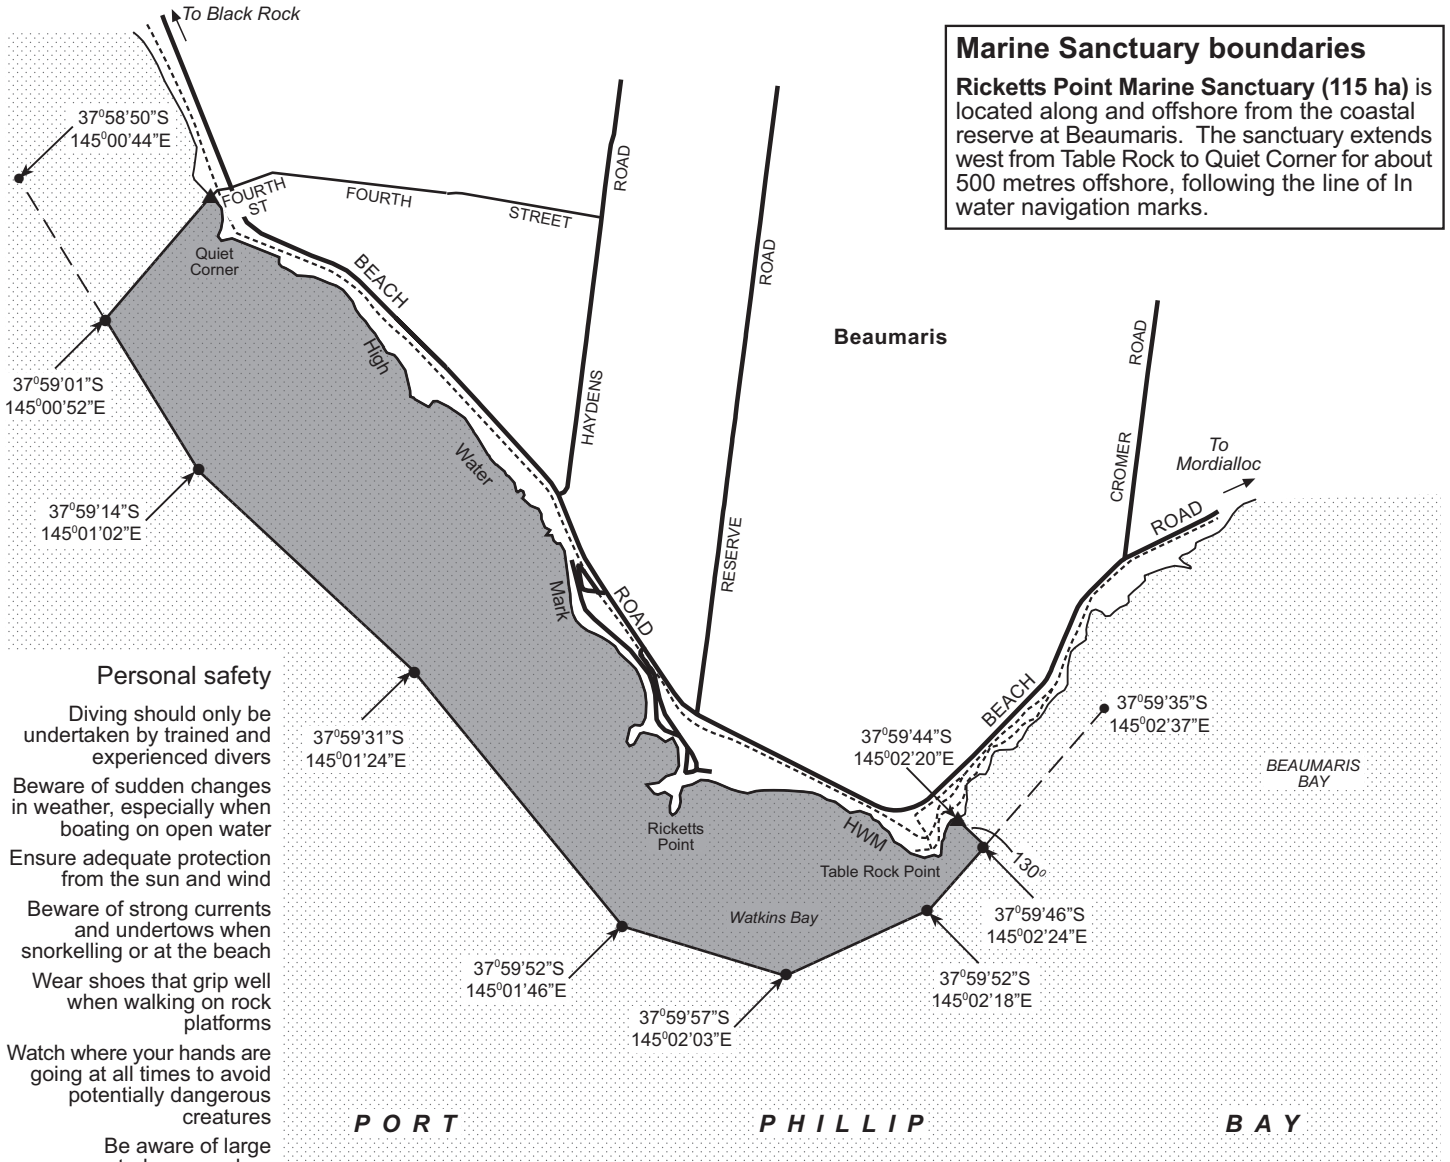 To Black Rock
Marine Sanctuary boundaries
Ricketts Point Marine Sanctuary (115 ha) is
located along and offshore from the coastal
reserve at Beaumaris. The sanctuary extends
west from Table Rock to Quiet Corner for about
500 metres offshore, following the line of In
water navigation marks.
37⁰58’50”S
145⁰00’44”E
FOURTH
ST
FOURTH
STREET
ROAD
ROAD
Quiet
Corner
BEACH
High
Beaumaris
ROAD
37⁰59’01”S
145⁰00’52”E
HAYDENS
Water
CROMER
To
Mordialloc
ROAD
37⁰59’14”S
145⁰01’02”E
RESERVE
Mark
ROAD
Personal safety
Diving should only be
undertaken by trained and
experienced divers
Beware of sudden changes
in weather, especially when
boating on open water
Ensure adequate protection
from the sun and wind
Beware of strong currents
and undertows when
snorkelling or at the beach
Wear shoes that grip well
when walking on rock
platforms
Watch where your hands are
going at all times to avoid
potentially dangerous
creatures
Be aware of large
37⁰59’31”S
145⁰01’24”E
BEACH
37⁰59’35”S
145⁰02’37”E
37⁰59’44”S
145⁰02’20”E
BEAUMARIS
BAY
Ricketts
Point
HWM
Table Rock Point
130⁰
Watkins Bay
37⁰59’46”S
145⁰02’24”E
37⁰59’52”S
145⁰01’46”E
37⁰59’52”S
145⁰02’18”E
37⁰59’57”S
145⁰02’03”E
PORT PHILLIP BAY